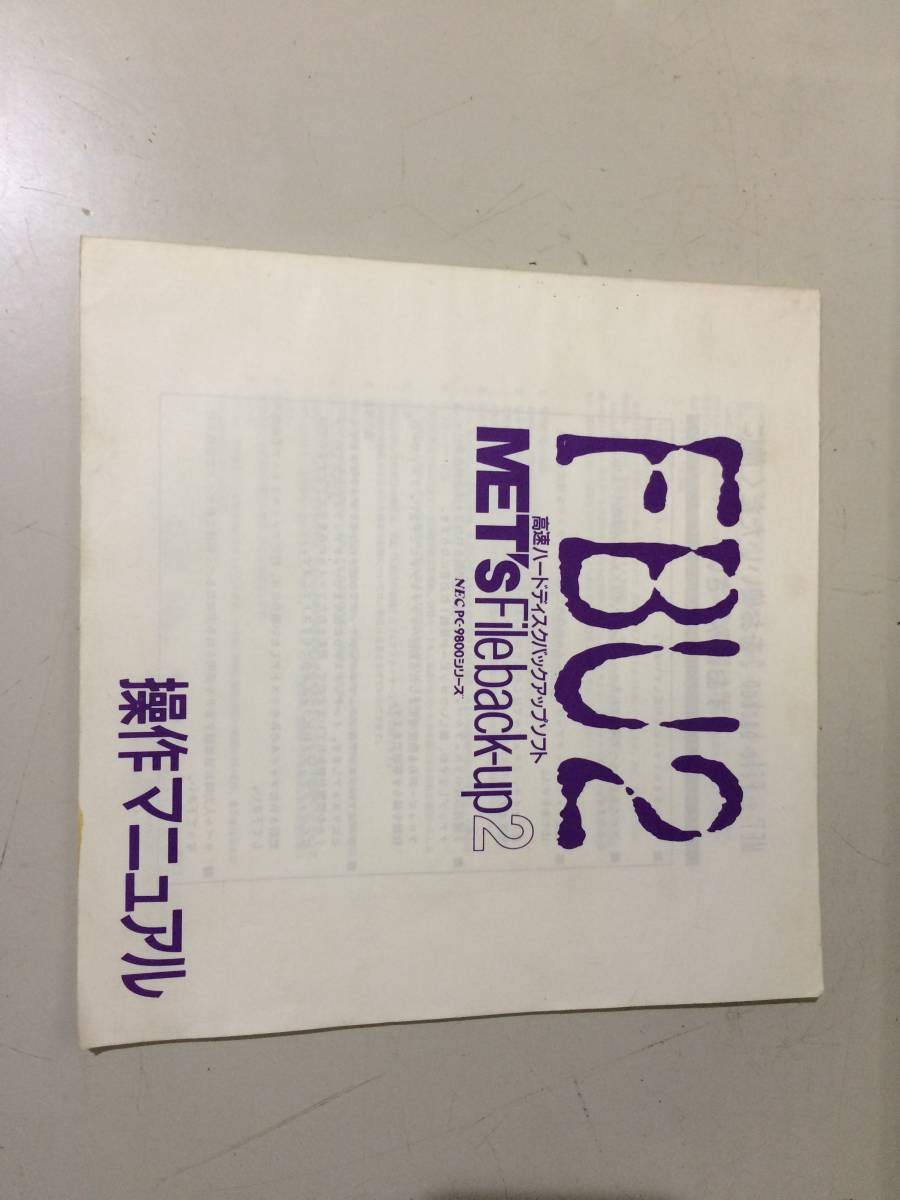 FBU2
高速ハードディスクバックアップソフト
MET's File back-up2
NEC PC-9800シリーズ
操作マニュアル